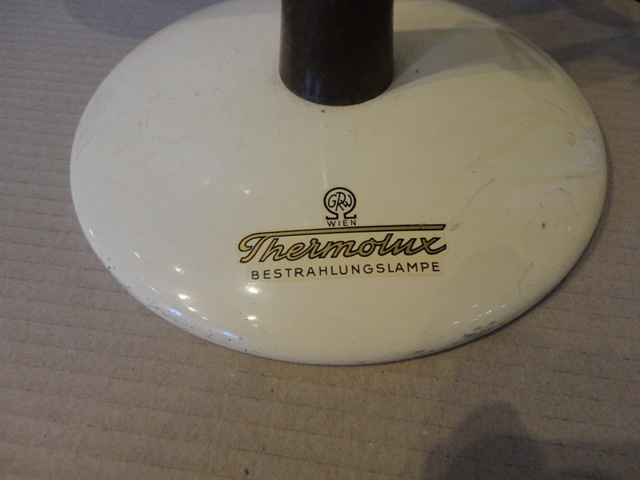 GRW
WIEN
Thermolux
BESTRAHLUNGSLAMPE